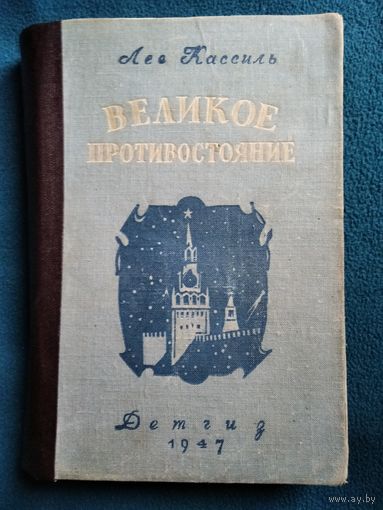 Лев Кассиль
ВЕЛИКОЕ
ПРОТИВОСТОЯНИЕ
Детгиз
1947
© www.ay.by